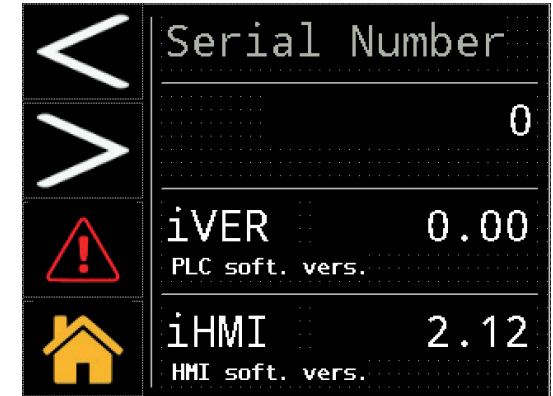 Serial Number
0
iVER 0.00
PLC soft. vers.
iHMI 2.12
HMI soft. vers.